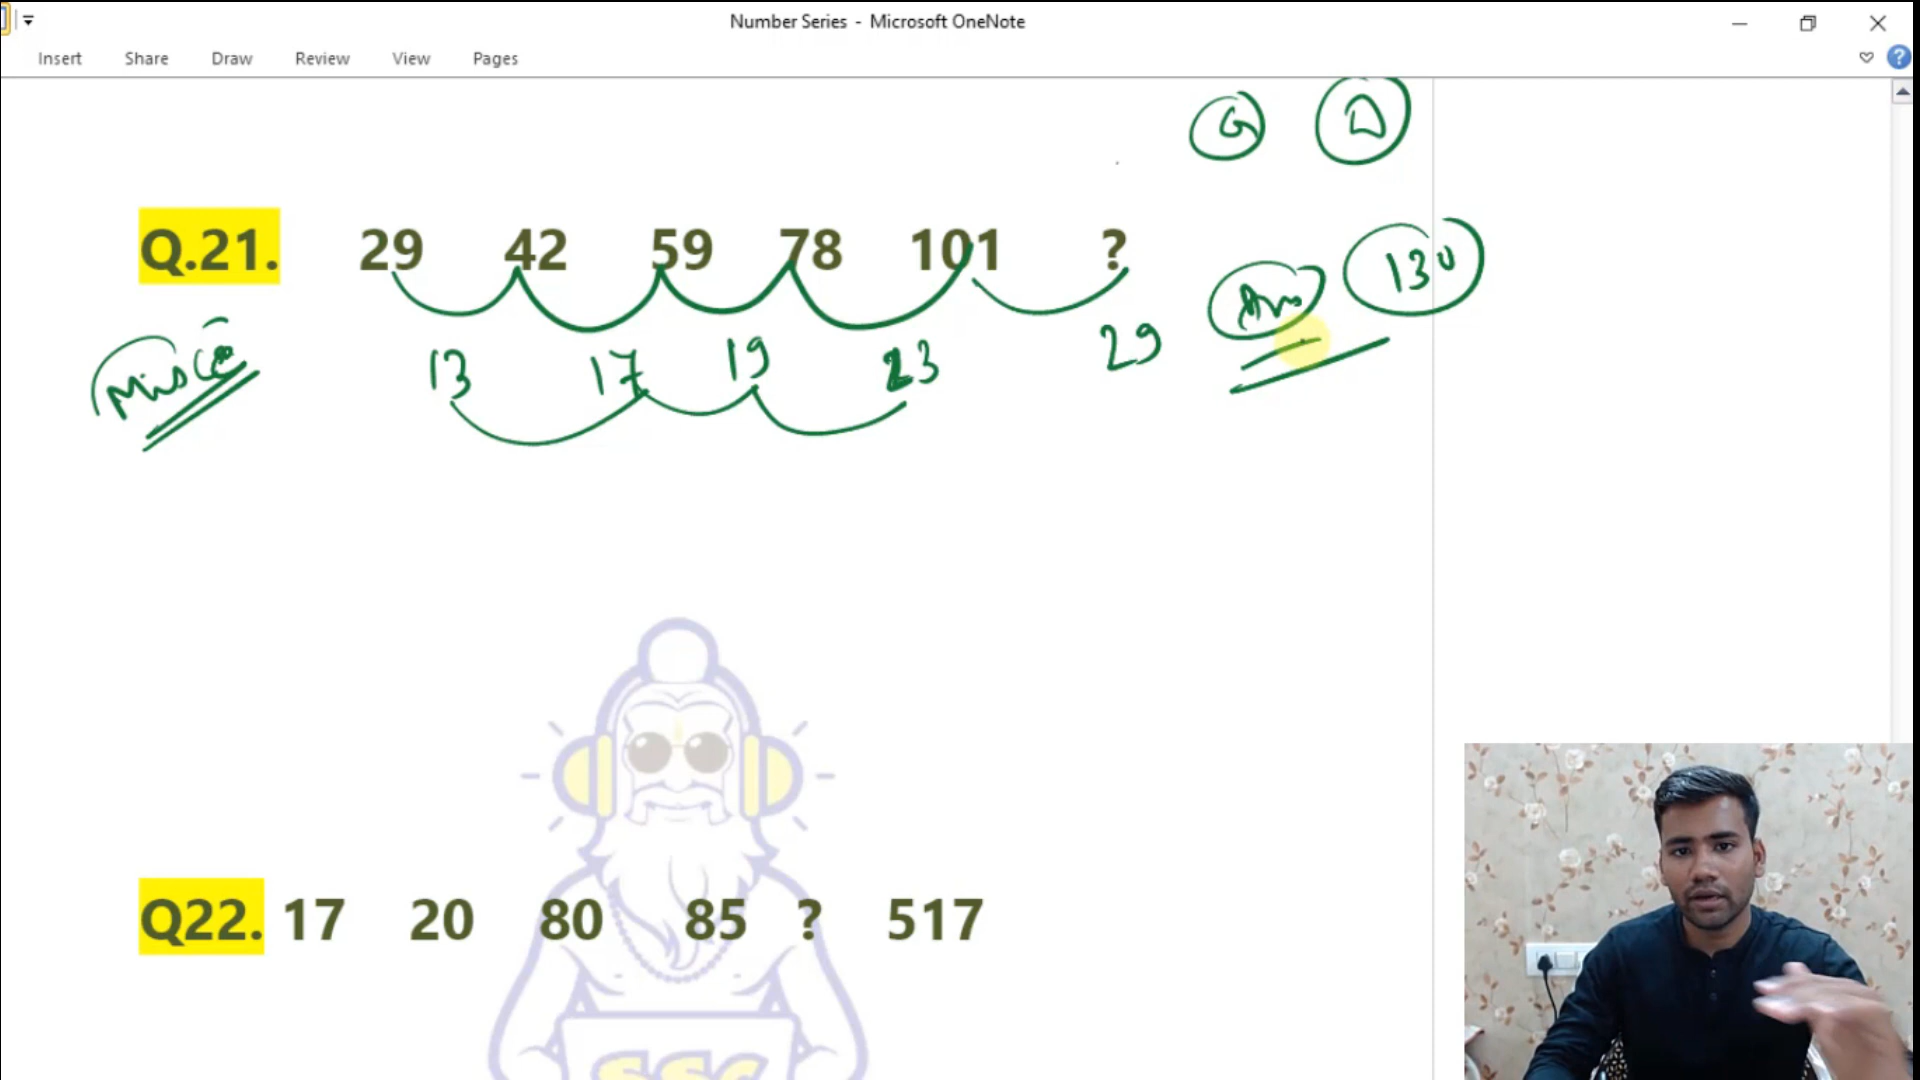 Number Series - Microsoft OneNote
Insert Share Draw Review View Pages
G D
Q.21. 29 42 59 78 101 ?
Ans 130
13 17 19 23 29
Q22. 17 20 80 85 ? 517
SSC